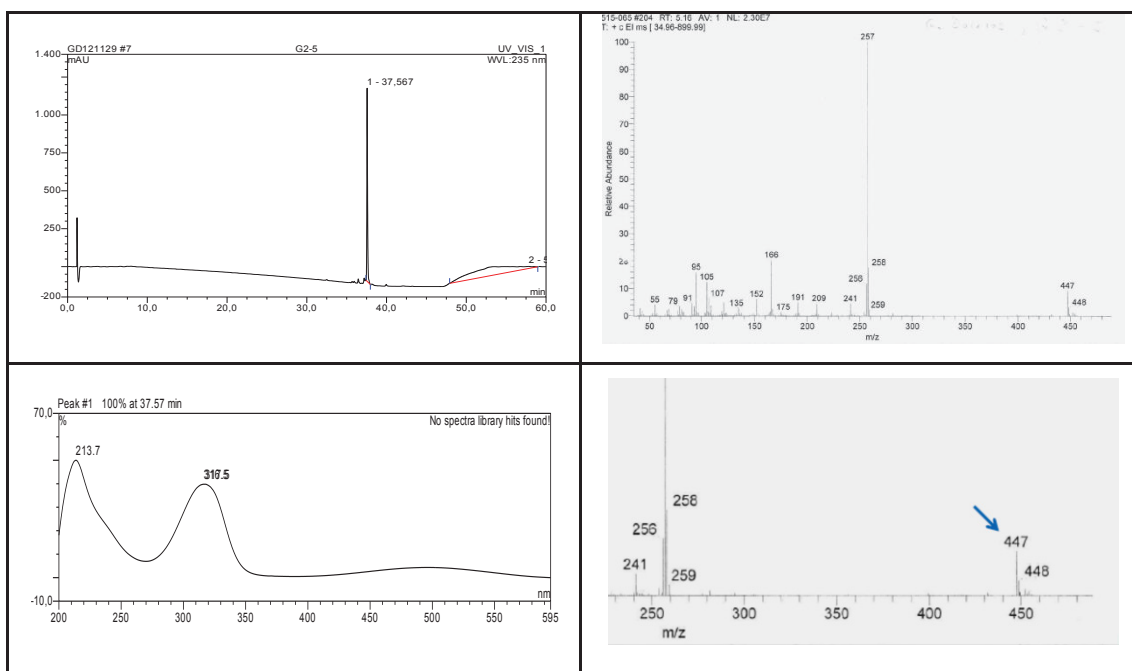 GD121129 #7 G2-5 UV_VIS_1
mAU WVL:235 nm
1.400
1.000
750
500
250
-200
1 - 37,567
2 - 5
min
0,0 10,0 20,0 30,0 40,0 50,0 60,0
515-065 #204 RT: 5.16 AV: 1 NL: 2.30E7
T: + c EI ms [ 34.96-899.99]
Relative Abundance
100
90
80
70
60
50
40
30
20
10
0
257
258
256
259
166
95
105
107
55
79
91
135
152
175
191
209
241
447
448
50 100 150 200 250 300 350 400 450
m/z
Peak #1 100% at 37.57 min
70,0
% No spectra library hits found!
213.7
-10,0
nm
200 250 300 350 400 450 500 550 595
258
256
241
259
447
448
250 300 350 400 450
m/z